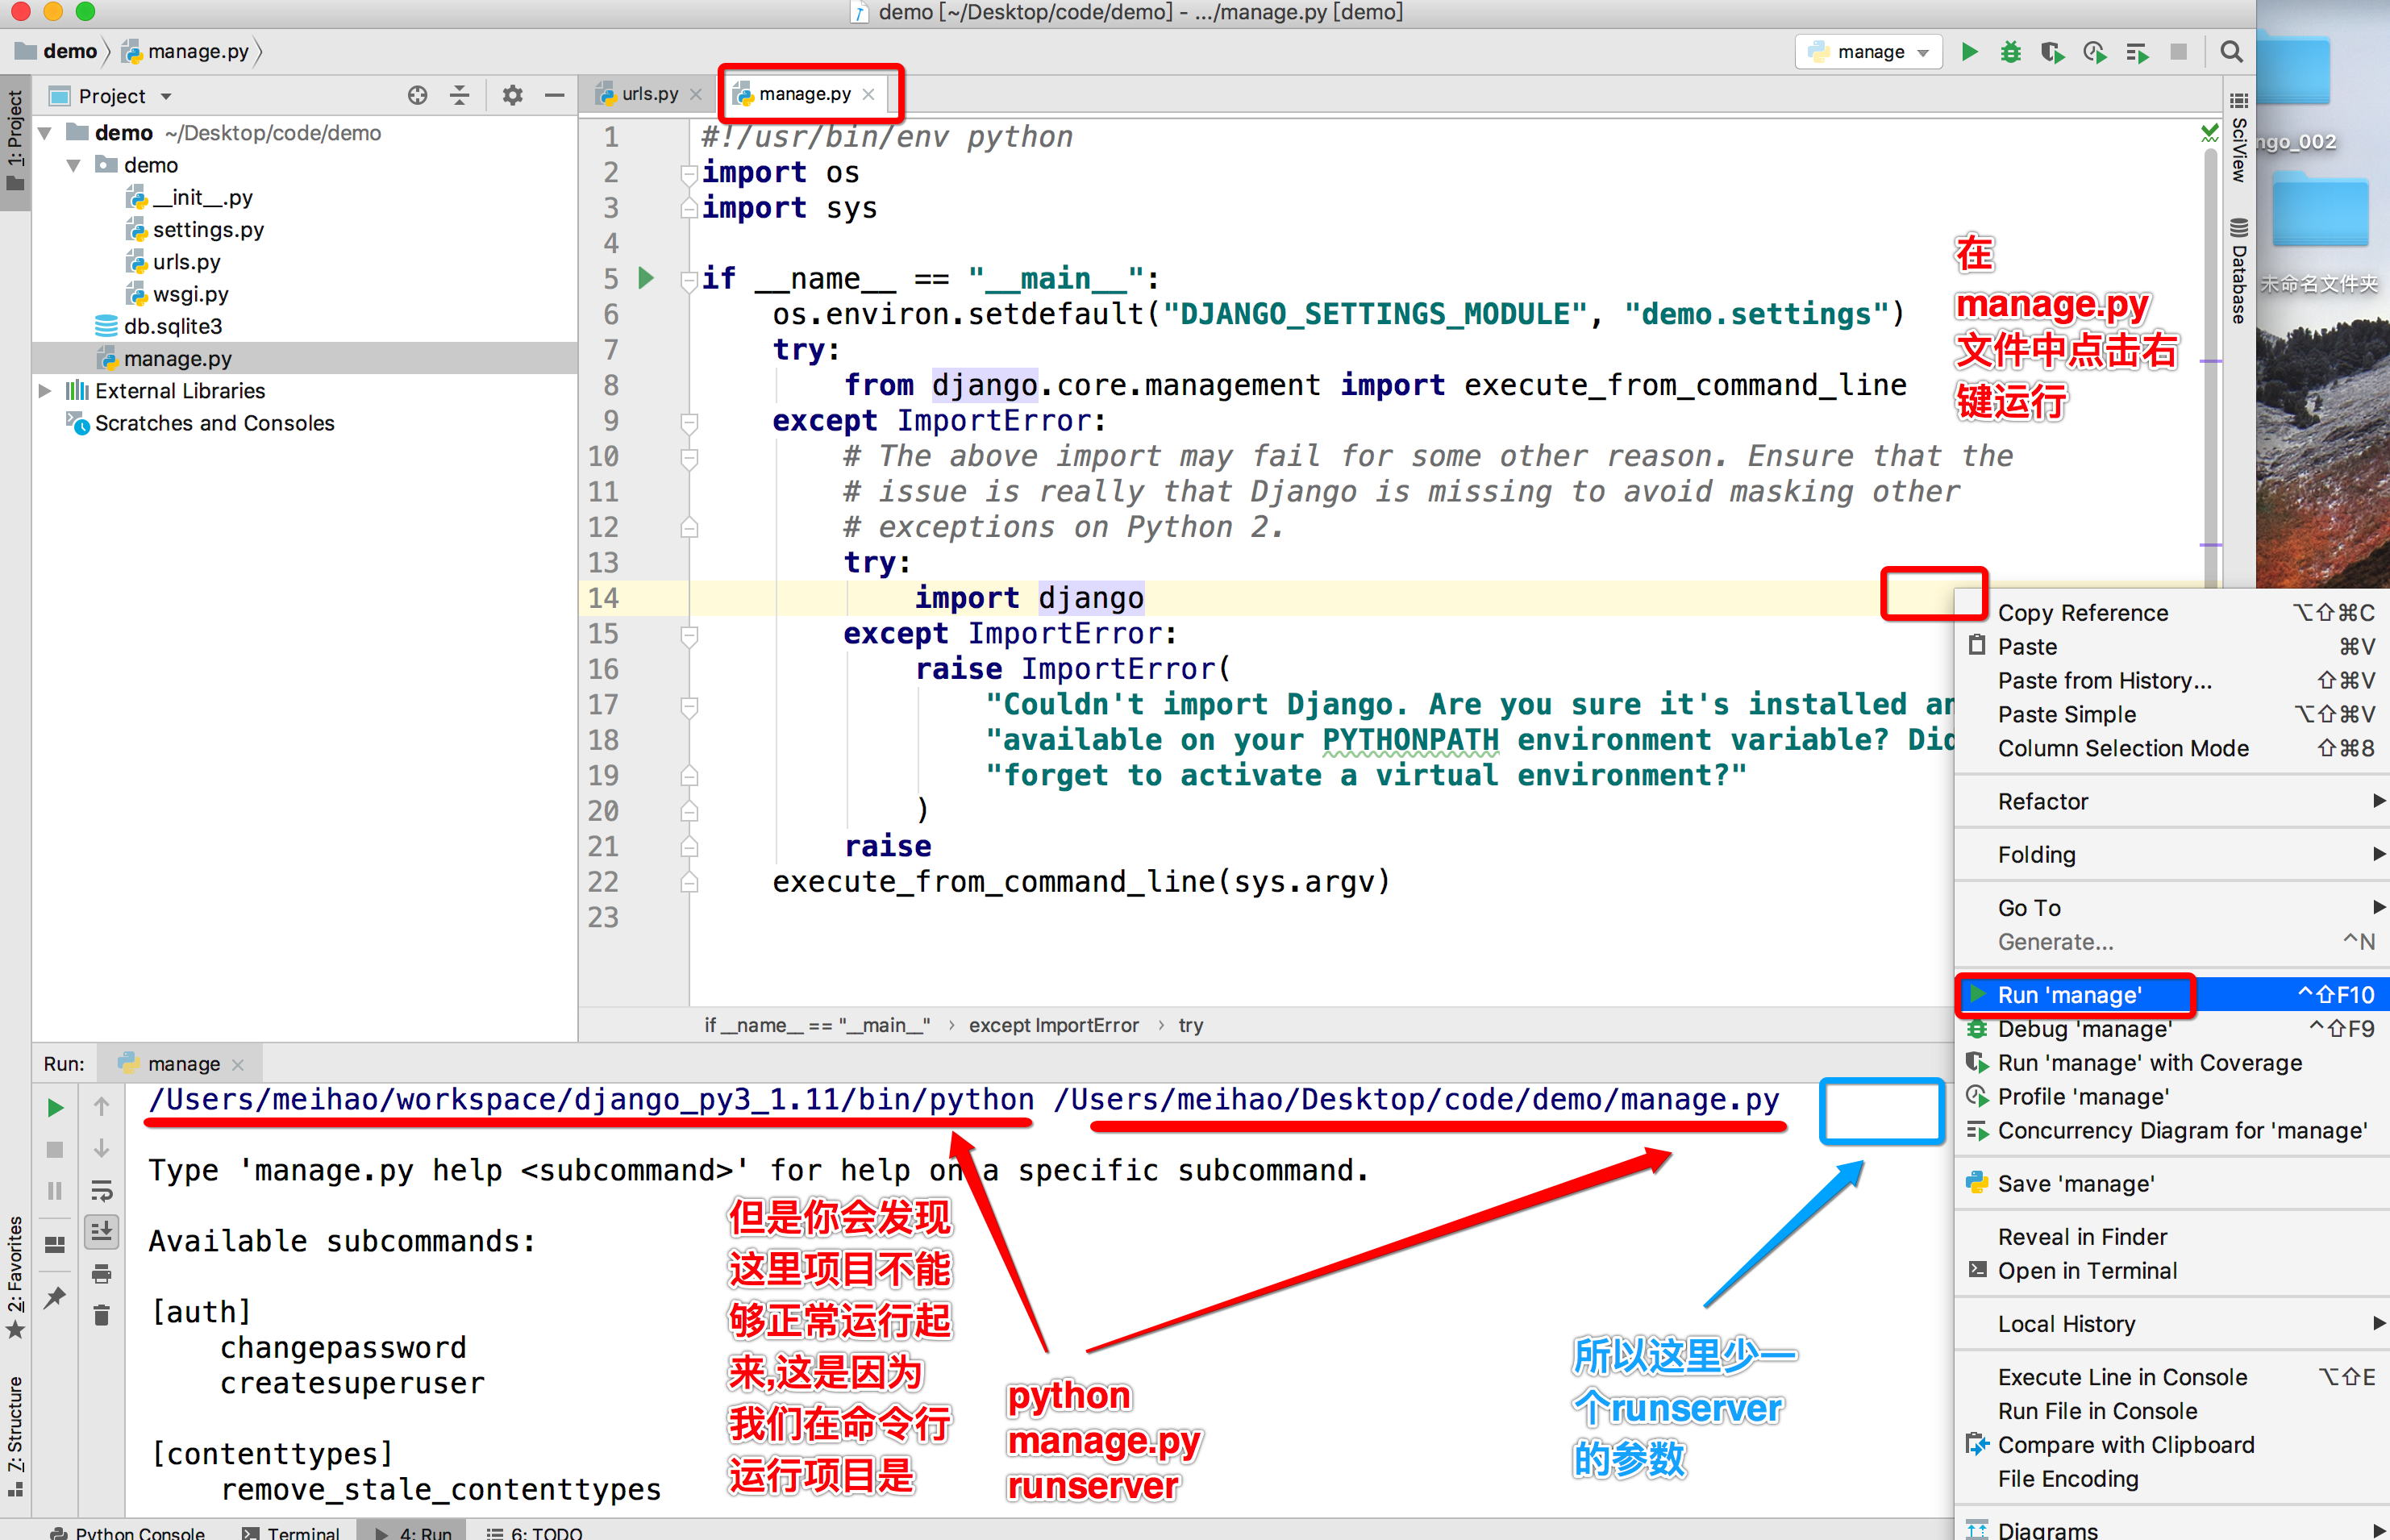 demo [~/Desktop/code/demo] - .../manage.py [demo]
demo
manage.py
manage
Project
1: Project
demo ~/Desktop/code/demo
demo
__init__.py
settings.py
urls.py
wsgi.py
db.sqlite3
manage.py
External Libraries
Scratches and Consoles
urls.py
manage.py
1 #!/usr/bin/env python
2 import os
3 import sys
4
5 if __name__ == "__main__":
6 os.environ.setdefault("DJANGO_SETTINGS_MODULE", "demo.settings")
7 try:
8 from django.core.management import execute_from_command_line
9 except ImportError:
10 # The above import may fail for some other reason. Ensure that the
11 # issue is really that Django is missing to avoid masking other
12 # exceptions on Python 2.
13 try:
14 import django
15 except ImportError:
16 raise ImportError(
17 "Couldn't import Django. Are you sure it's installed an
18 "available on your PYTHONPATH environment variable? Did
19 "forget to activate a virtual environment?"
20 )
21 raise
22 execute_from_command_line(sys.argv)
23
if __name__ == "__main__" › except ImportError › try
在
manage.py
文件中点击右
键运行
SciView
Database
ngo_002
未命名文件夹
Copy Reference ⌥⇧⌘C
Paste ⌘V
Paste from History... ⇧⌘V
Paste Simple ⌥⇧⌘V
Column Selection Mode ⇧⌘8
Refactor
Folding
Go To
Generate... ^N
Run 'manage' ^⇧F10
Debug 'manage' ^⇧F9
Run 'manage' with Coverage
Profile 'manage'
Concurrency Diagram for 'manage'
Save 'manage'
Reveal in Finder
Open in Terminal
Local History
Execute Line in Console ⌥⇧E
Run File in Console
Compare with Clipboard
File Encoding
Diagrams
Run: manage
/Users/meihao/workspace/django_py3_1.11/bin/python /Users/meihao/Desktop/code/demo/manage.py
Type 'manage.py help <subcommand>' for help on a specific subcommand.
Available subcommands:
[auth]
changepassword
createsuperuser
[contenttypes]
remove_stale_contenttypes
但是你会发现
这里项目不能
够正常运行起
来,这是因为
我们在命令行
运行项目是
python
manage.py
runserver
所以这里少一
个runserver
的参数
2: Favorites
7: Structure
Python Console
Terminal
4: Run
6: TODO